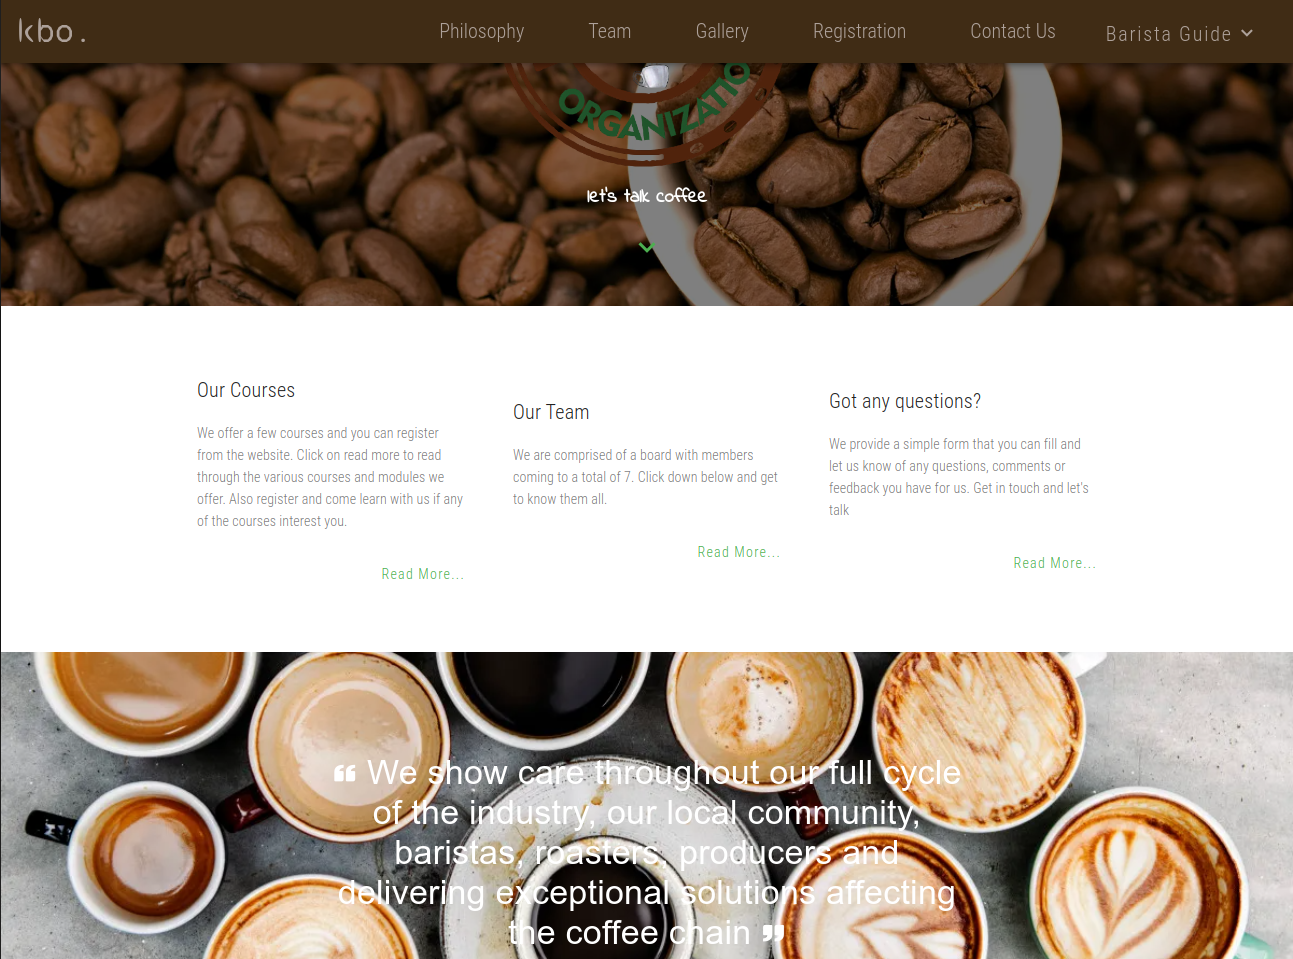 kbo .
Philosophy
Team
Gallery
Registration
Contact Us
Barista Guide
let's talk coffee
Our Courses
We offer a few courses and you can register
from the website. Click on read more to read
through the various courses and modules we
offer. Also register and come learn with us if any
of the courses interest you.
Read More...
Our Team
We are comprised of a board with members
coming to a total of 7. Click down below and get
to know them all.
Read More...
Got any questions?
We provide a simple form that you can fill and
let us know of any questions, comments or
feedback you have for us. Get in touch and let's
talk
Read More...
❝ We show care throughout our full cycle
of the industry, our local community,
baristas, roasters, producers and
delivering exceptional solutions affecting
the coffee chain ❞